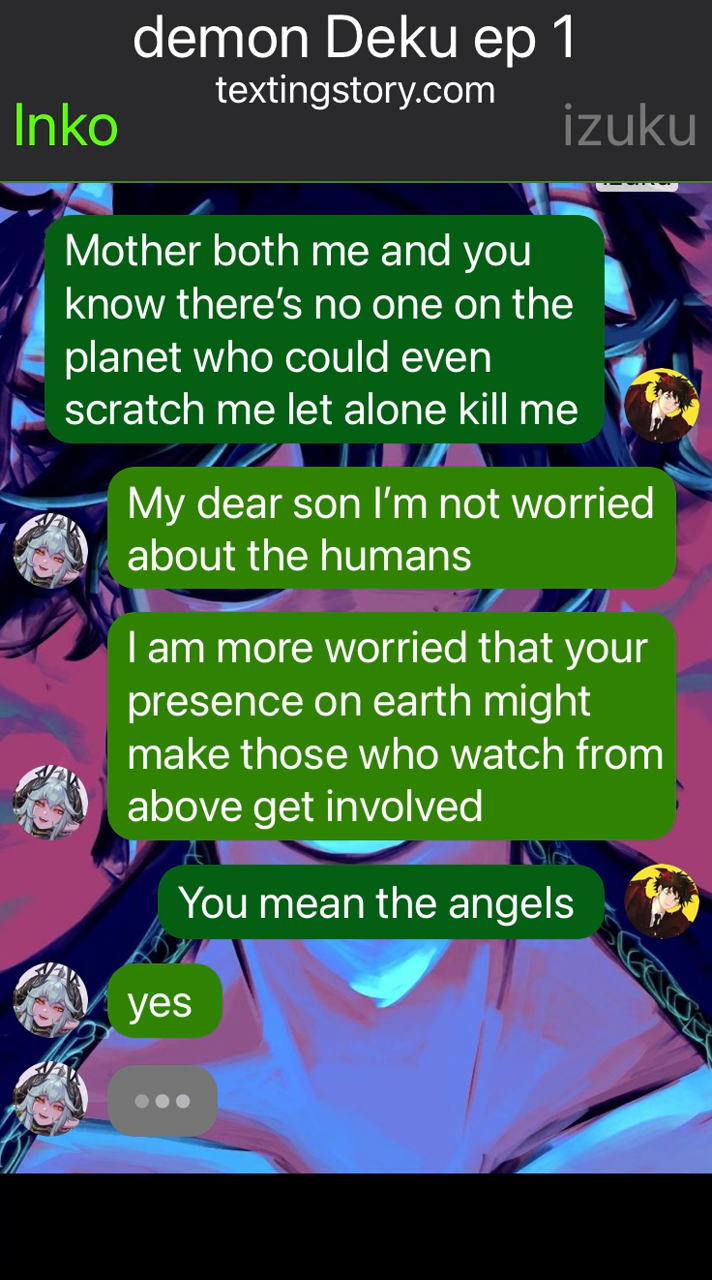 demon Deku ep 1
textingstory.com
Inko
izuku
Mother both me and you
know there’s no one on the
planet who could even
scratch me let alone kill me
My dear son I’m not worried
about the humans
I am more worried that your
presence on earth might
make those who watch from
above get involved
You mean the angels
yes